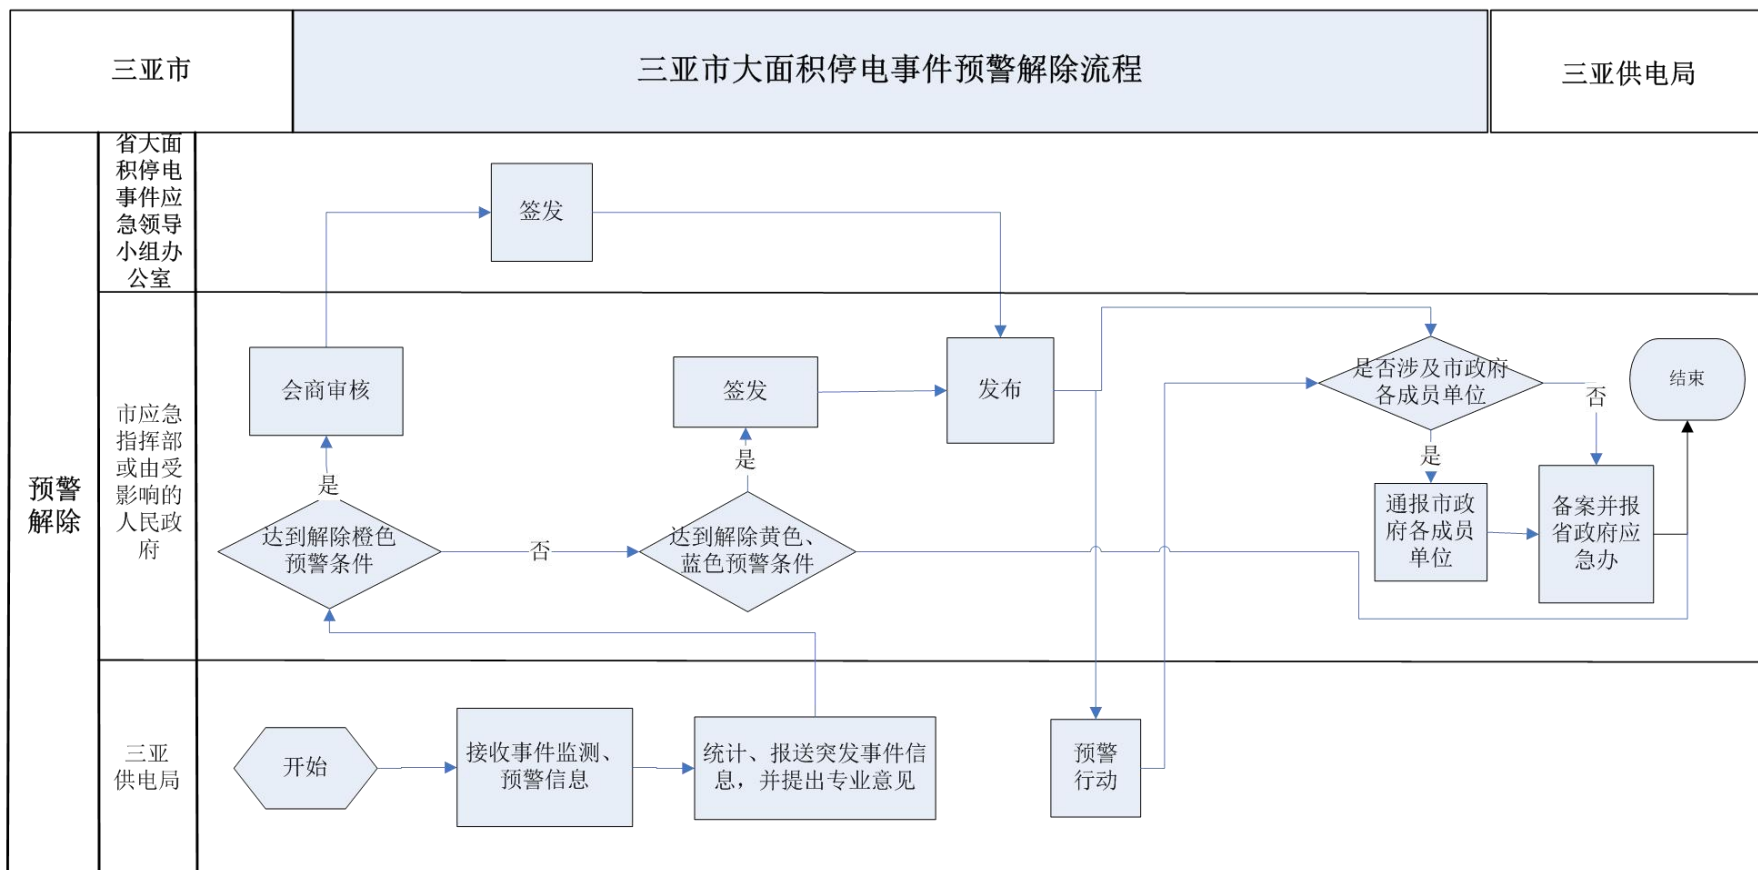 三亚市
三亚市大面积停电事件预警解除流程
三亚供电局
预警
解除
省大面
积停电
事件应
急领导
小组办
公室
签发
市应急
指挥部
或由受
影响的
人民政
府
会商审核
是
达到解除橙色
预警条件
否
签发
是
达到解除黄色、
蓝色预警条件
发布
是否涉及市政府
各成员单位
否
是
通报市政
府各成员
单位
备案并报
省政府应
急办
结束
三亚
供电局
开始
接收事件监测、
预警信息
统计、报送突发事件信
息，并提出专业意见
预警
行动